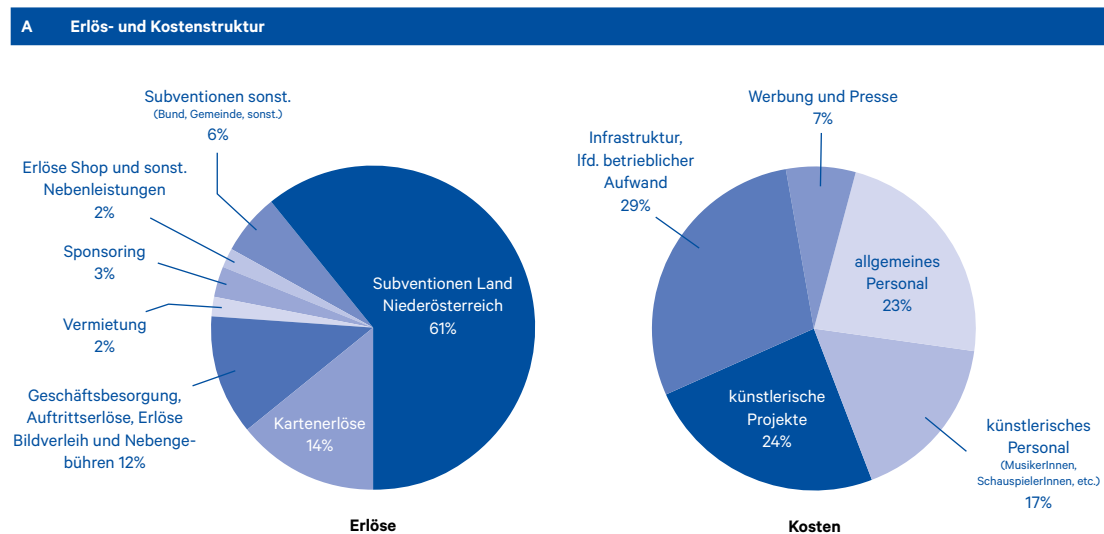 A Erlös- und Kostenstruktur
Subventionen sonst.
(Bund, Gemeinde, sonst.)
6%
Erlöse Shop und sonst.
Nebenleistungen
2%
Sponsoring
3%
Vermietung
2%
Geschäftsbesorgung,
Auftrittserlöse, Erlöse
Bildverleih und Nebenge-
bühren 12%
Kartenerlöse
14%
Subventionen Land
Niederösterreich
61%
Erlöse
Werbung und Presse
7%
Infrastruktur,
lfd. betrieblicher
Aufwand
29%
allgemeines
Personal
23%
künstlerische
Projekte
24%
künstlerisches
Personal
(MusikerInnen,
SchauspielerInnen, etc.)
17%
Kosten